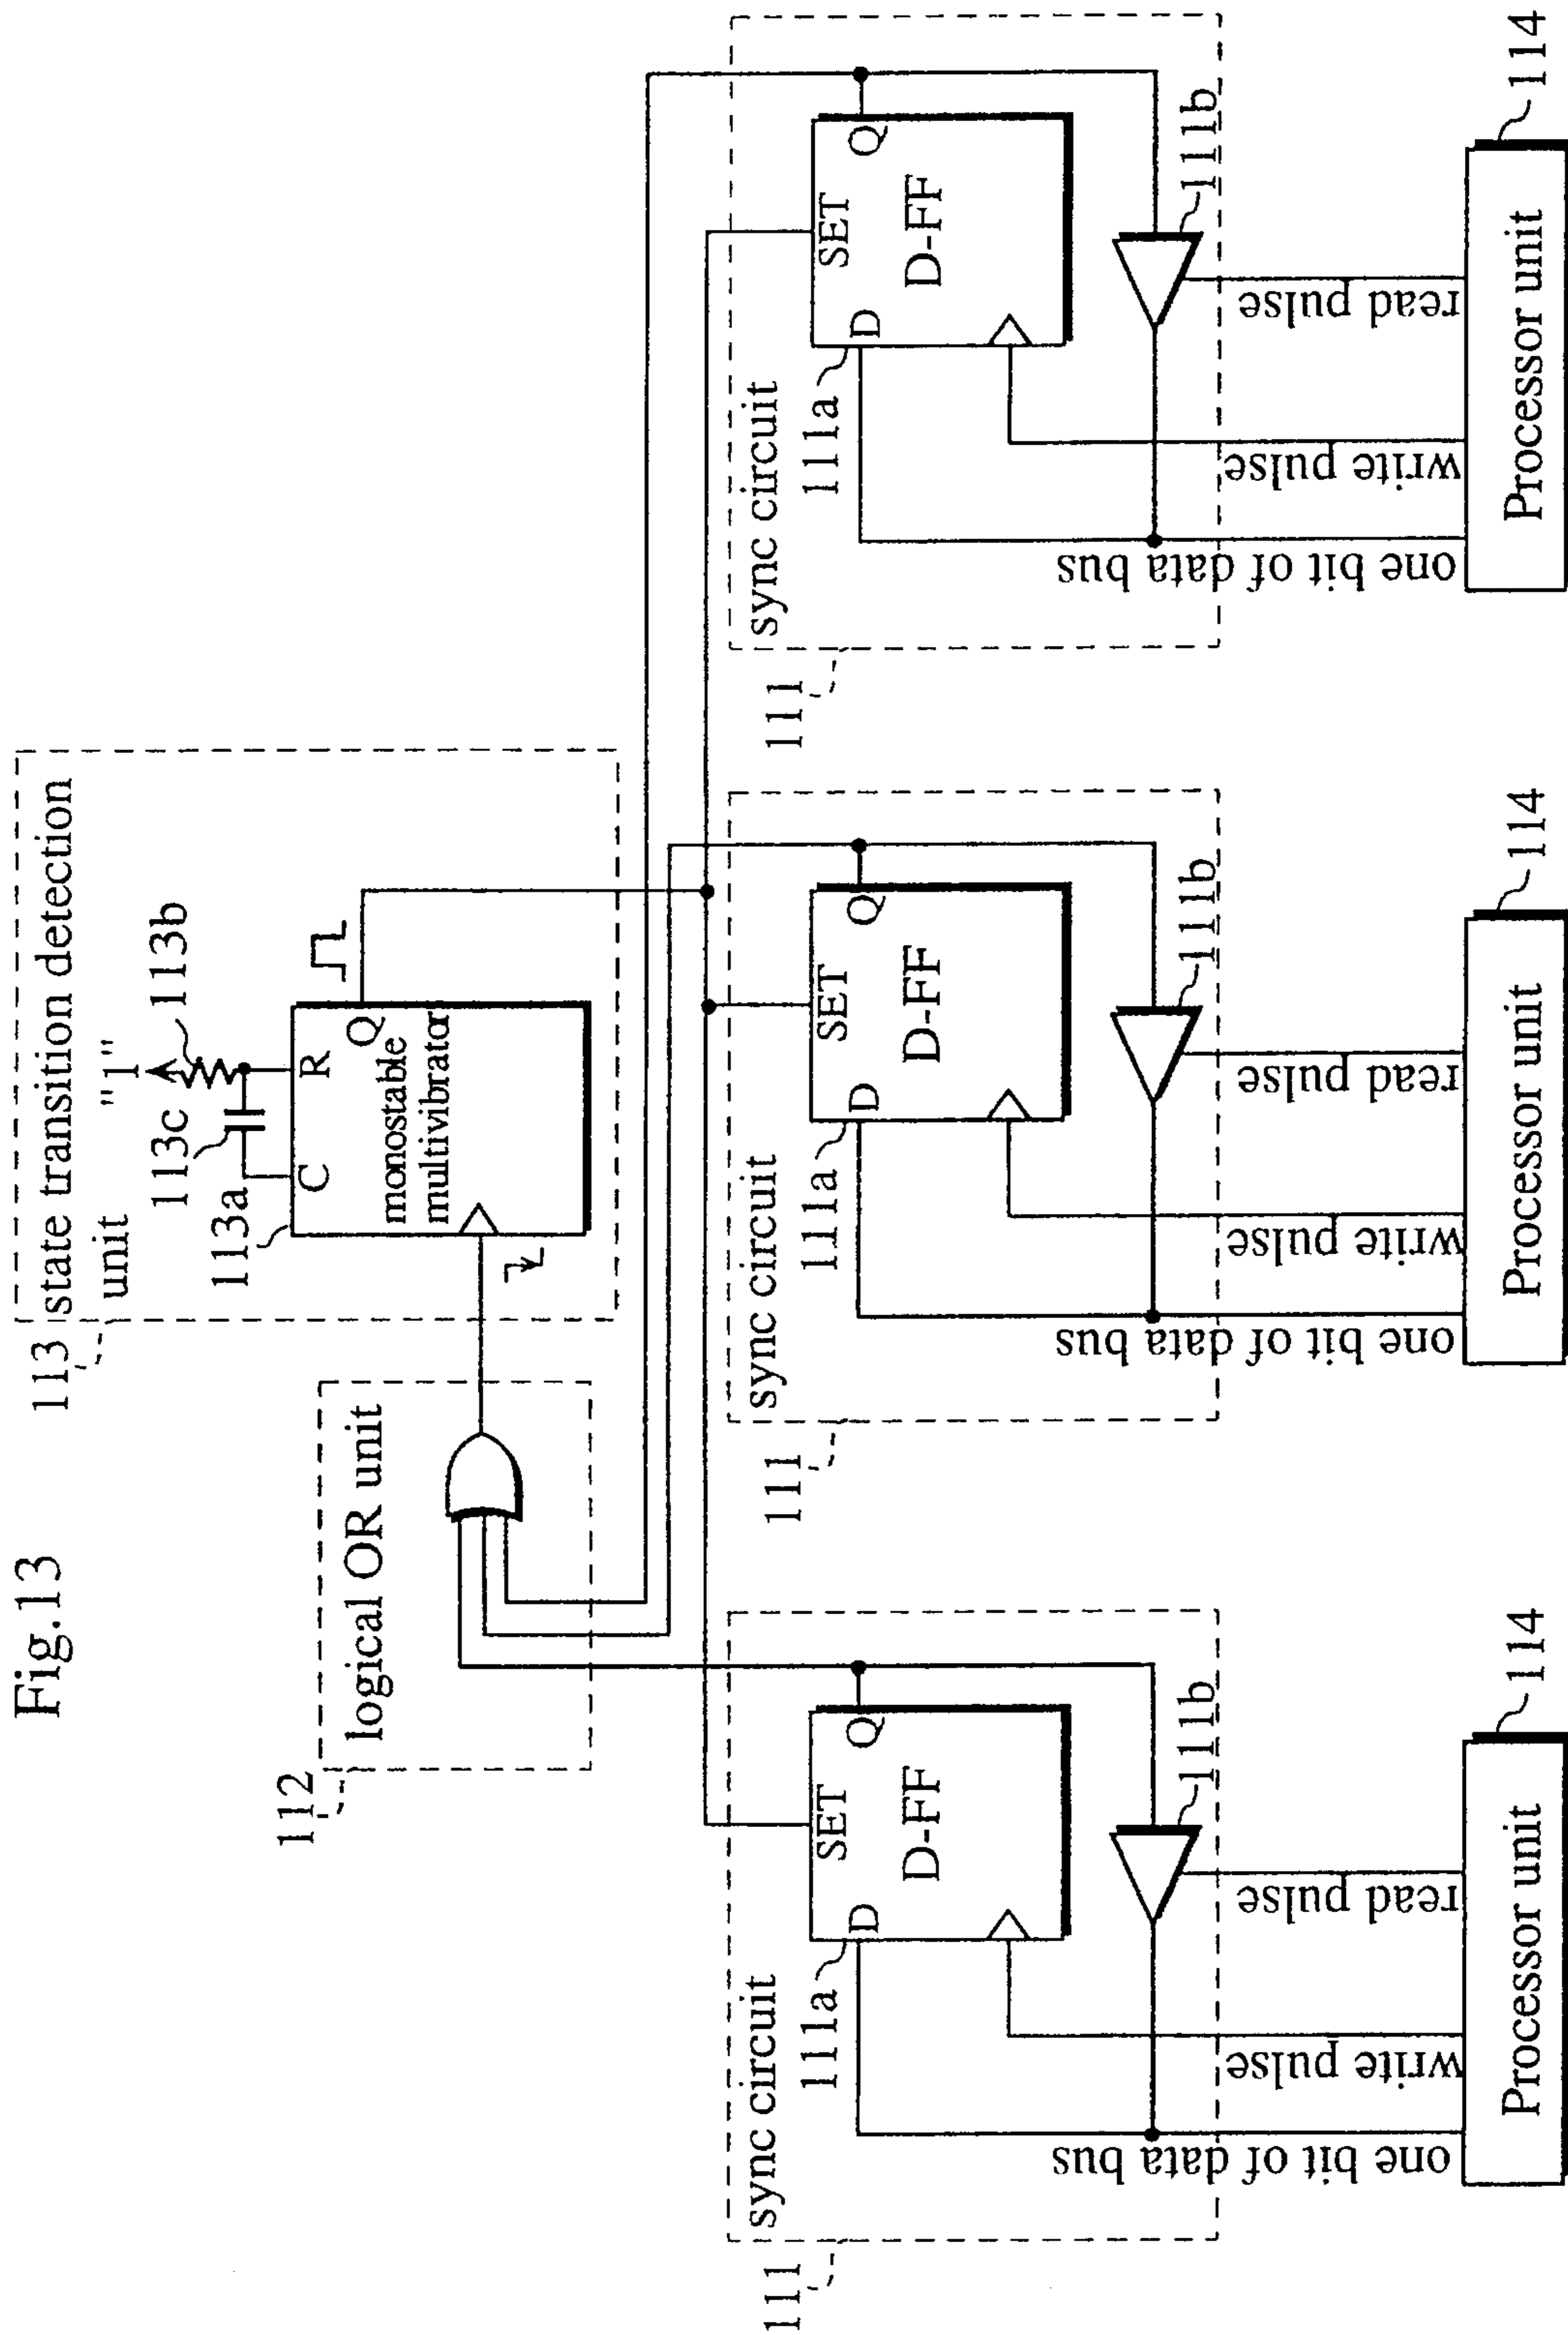 Fig.13
113
state transition detection
unit
"1"
113c
113b
113a
C
R
Q
monostable
multivibrator
112
logical OR unit
111
sync circuit
111a
D
SET
Q
D-FF
111b
one bit of data bus
write pulse
read pulse
Processor unit
114
111
sync circuit
111a
D
SET
Q
D-FF
111b
one bit of data bus
write pulse
read pulse
Processor unit
114
111
sync circuit
111a
D
SET
Q
D-FF
111b
one bit of data bus
write pulse
read pulse
Processor unit
114